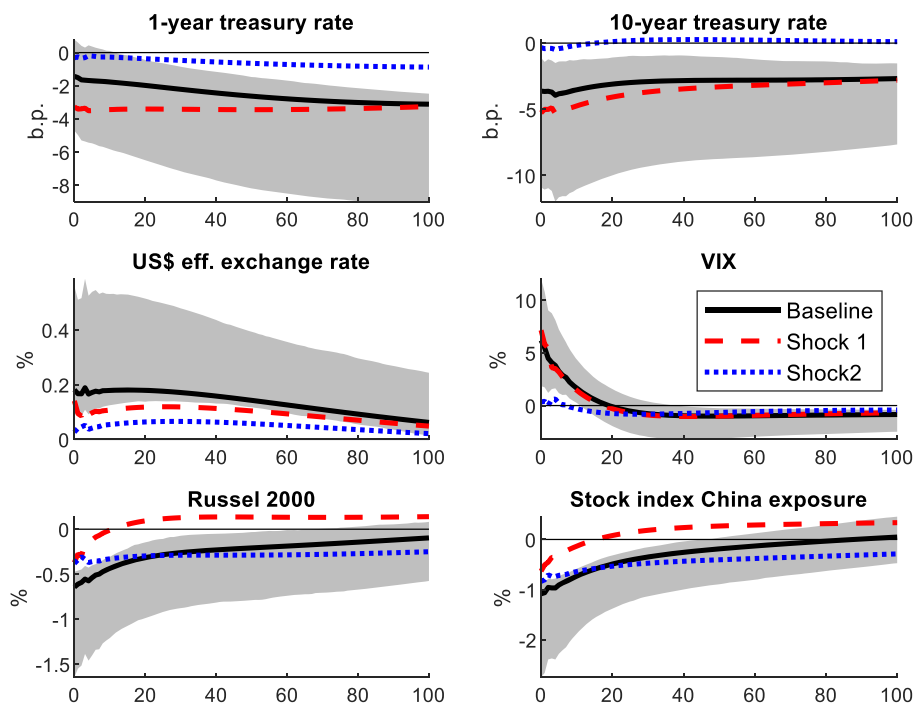 1-year treasury rate
10-year treasury rate
b.p.
0
-2
-4
-6
-8
0 20 40 60 80 100
0
-5
-10
0 20 40 60 80 100
US$ eff. exchange rate
VIX
%
0.4
0.2
0
0 20 40 60 80 100
%
10
5
0
0 20 40 60 80 100
Baseline
Shock 1
Shock2
Russel 2000
Stock index China exposure
%
0
-0.5
-1
-1.5
0 20 40 60 80 100
%
0
-1
-2
0 20 40 60 80 100